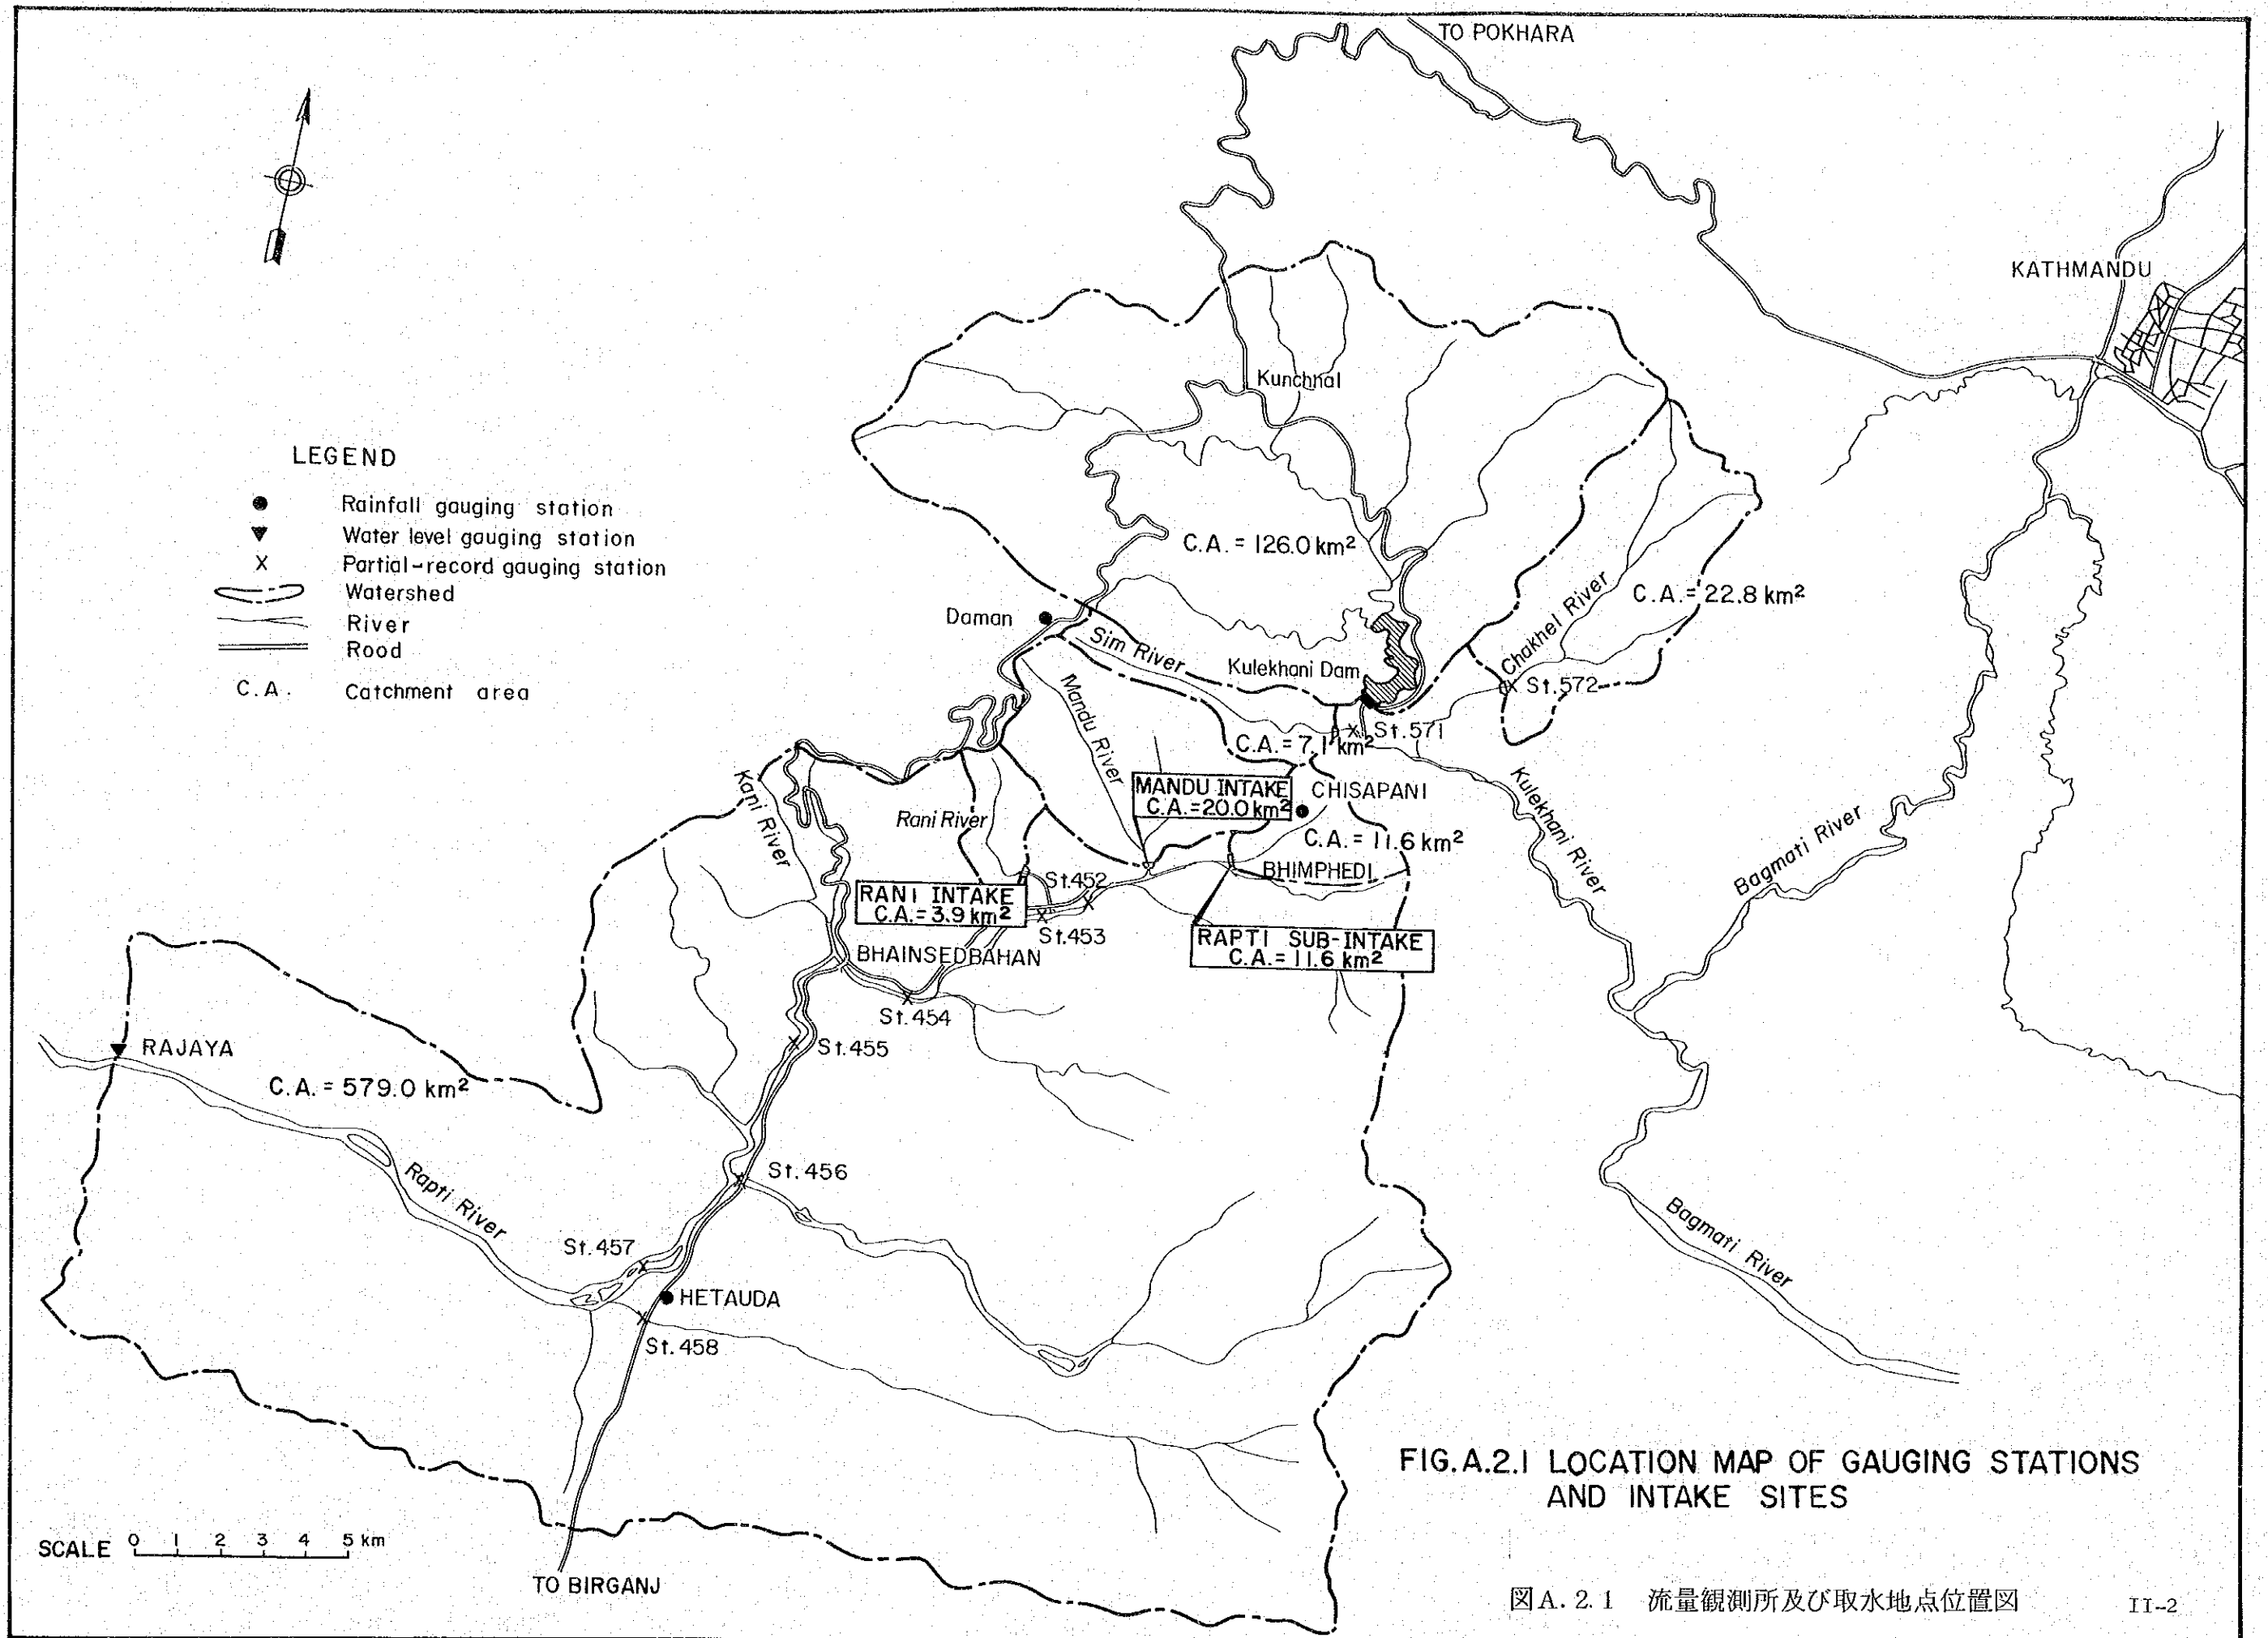 TO POKHARA
KATHMANDU
Kunchhal
LEGEND
Rainfall gauging station
Water level gauging station
X Partial-record gauging station
Watershed
River
Rood
C.A. Catchment area
C.A. = 126.0 km²
C.A. = 22.8 km²
Chakhel River
Daman
Sim River
Kulekhani Dam
X St.572
Mandu River
X St.571
C.A. = 7.1 km²
Kani River
Rani River
MANDU INTAKE
C.A.=20.0 km²
CHISAPANI
C.A. = 11.6 km²
Kulekhani River
Bagmati River
BHIMPHEDI
St.452
X
RANI INTAKE
C.A.= 3.9 km²
X
St.453
RAPTI SUB-INTAKE
C.A.= 11.6 km²
BHAINSEDBAHAN
X
St.454
RAJAYA
X
St.455
C.A. = 579.0 km²
Rapti River
X
St.456
Bagmati River
St.457
X
HETAUDA
X
St.458
FIG.A.2.1 LOCATION MAP OF GAUGING STATIONS
AND INTAKE SITES
SCALE 0 1 2 3 4 5 km
TO BIRGANJ
図A.2.1 流量観測所及び取水地点位置図
II-2